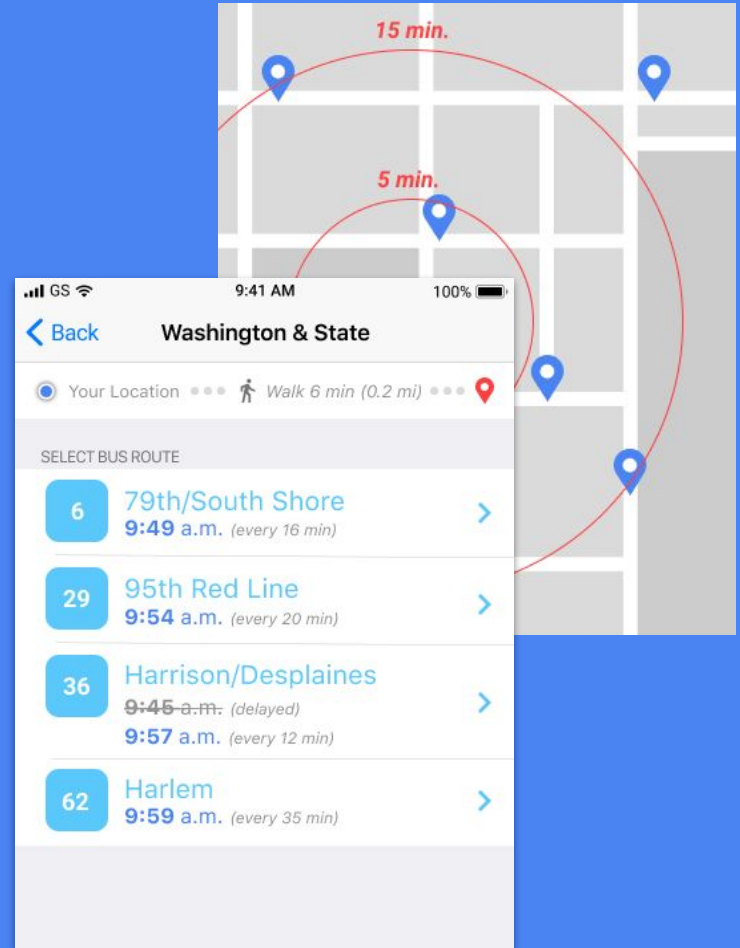 15 min.
5 min.
GS 9:41 AM 100%
Back Washington & State
Your Location Walk 6 min (0.2 mi)
SELECT BUS ROUTE
6 79th/South Shore
9:49 a.m. (every 16 min)
29 95th Red Line
9:54 a.m. (every 20 min)
36 Harrison/Desplaines
9:45 a.m. (delayed)
9:57 a.m. (every 12 min)
62 Harlem
9:59 a.m. (every 35 min)